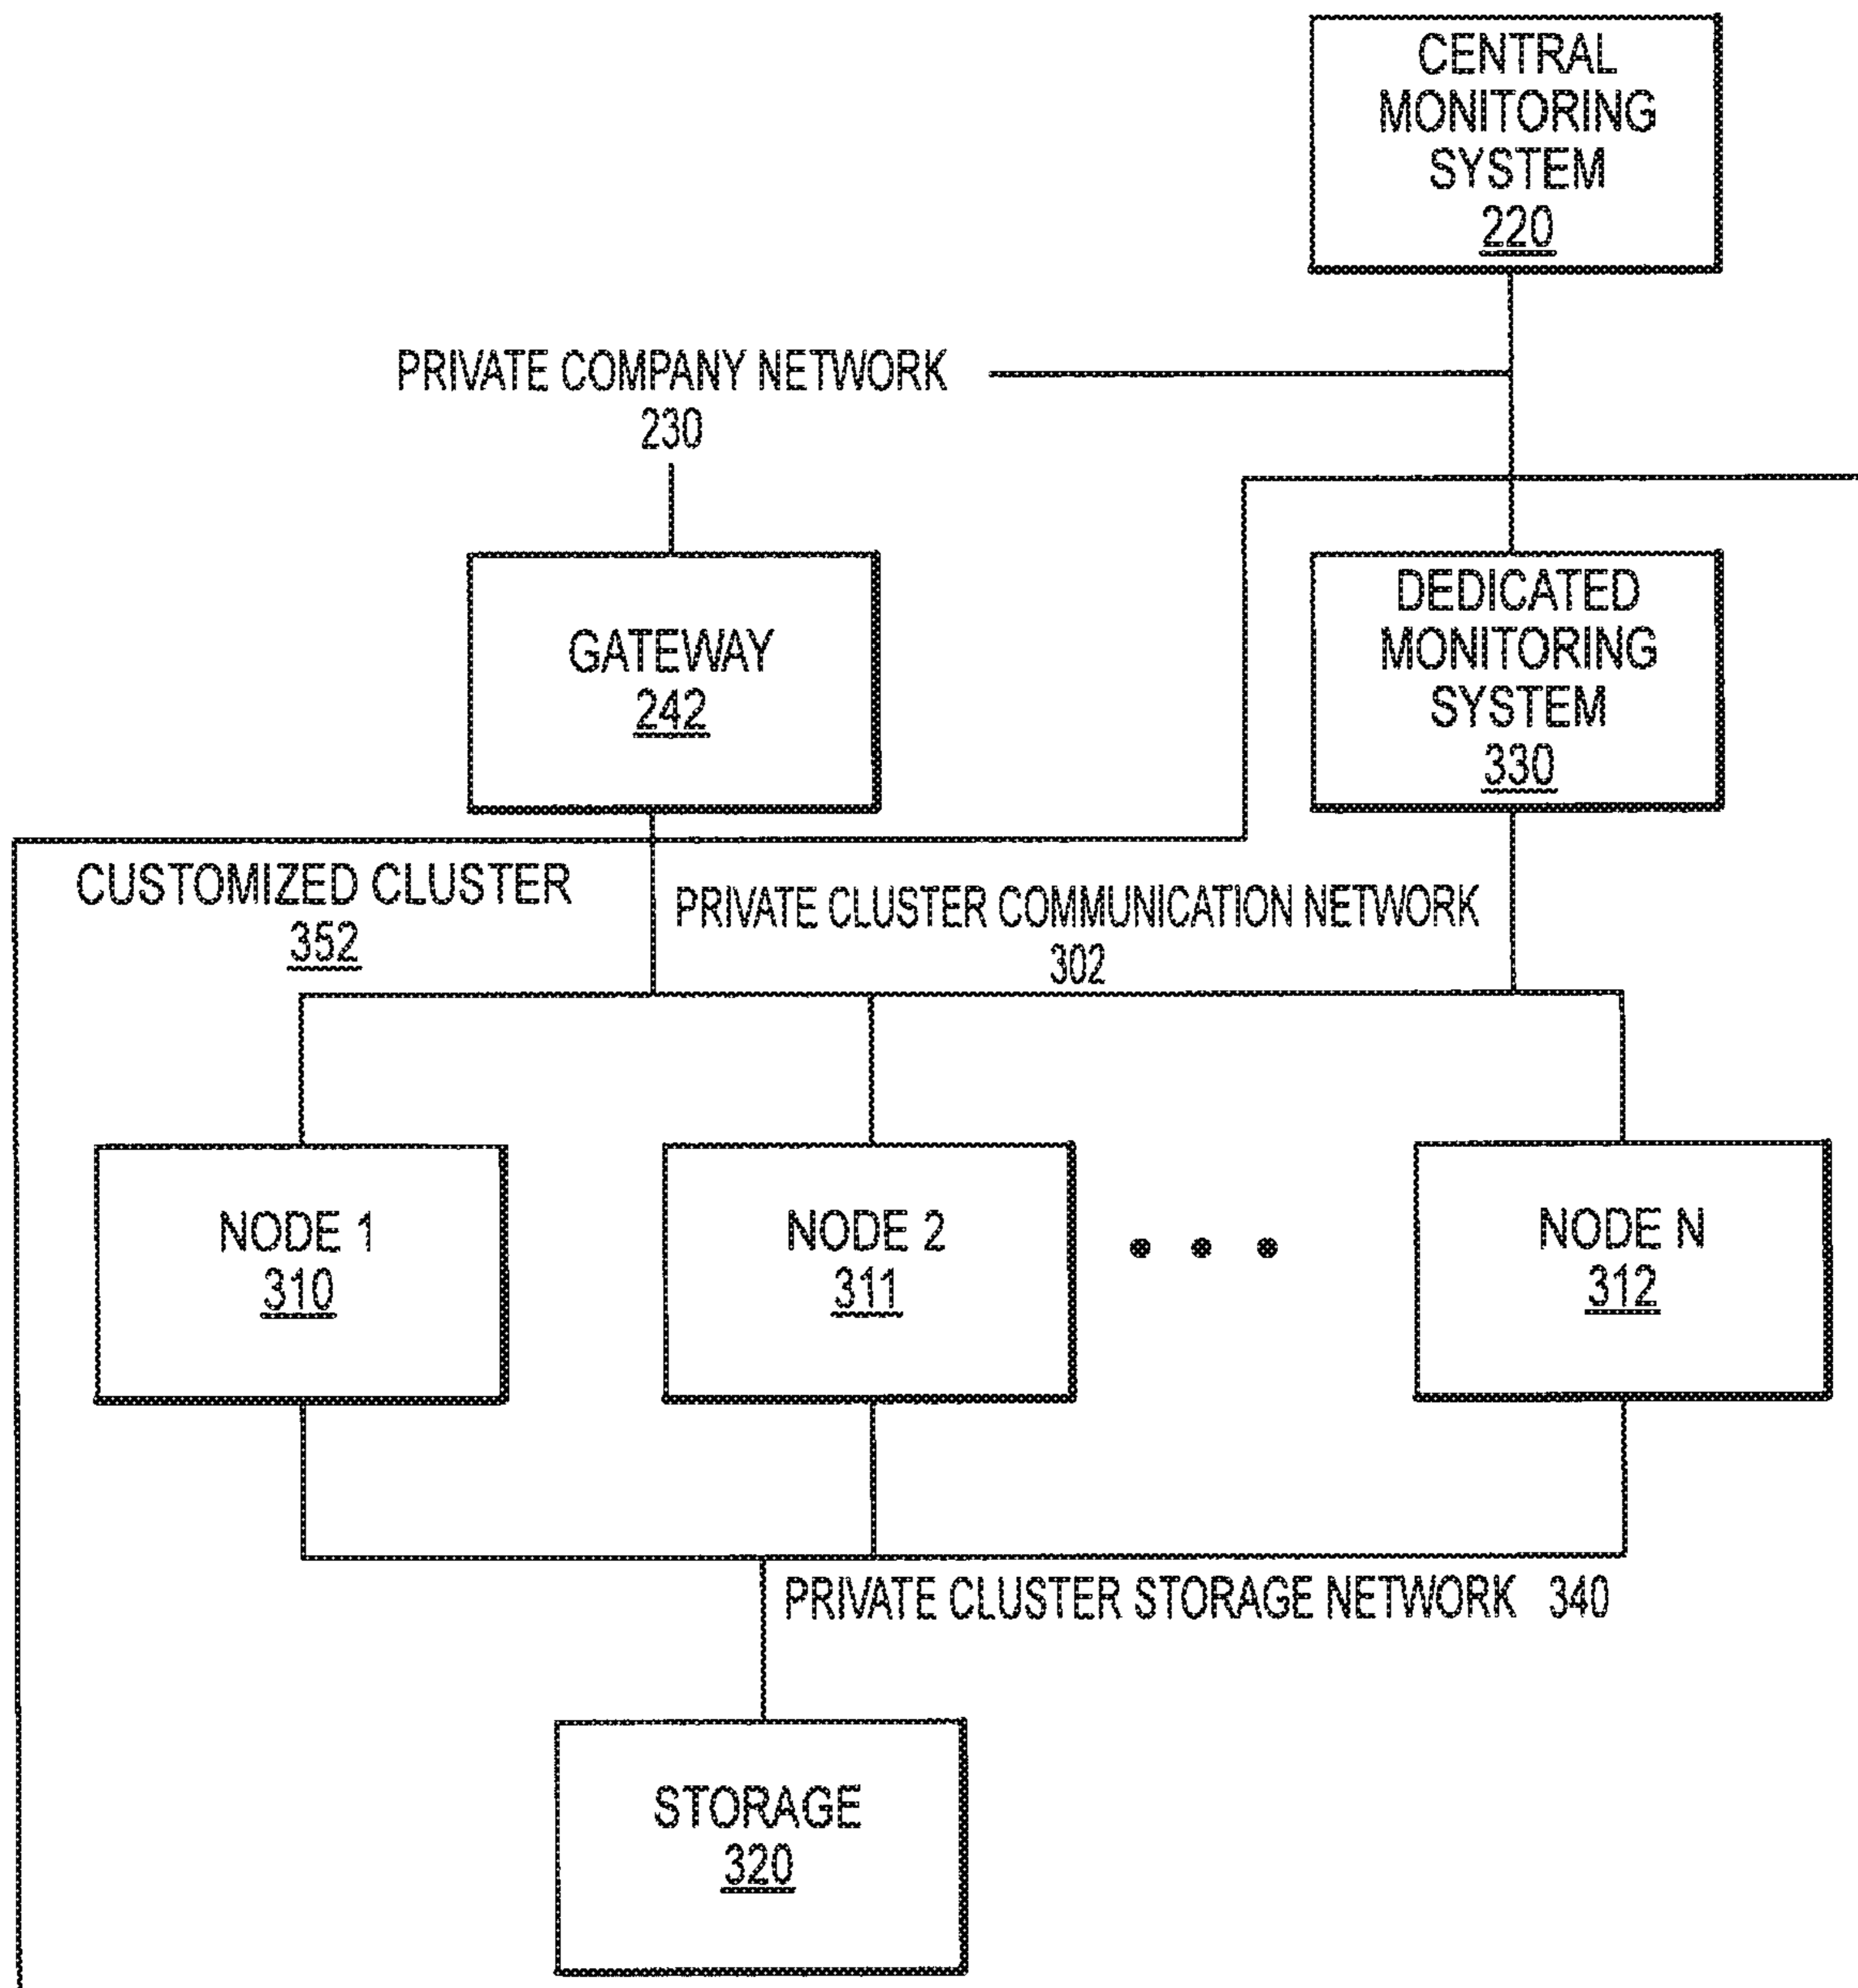 CENTRAL
MONITORING
SYSTEM
220
PRIVATE COMPANY NETWORK
230
GATEWAY
242
DEDICATED
MONITORING
SYSTEM
330
CUSTOMIZED CLUSTER
352
PRIVATE CLUSTER COMMUNICATION NETWORK
302
NODE 1
310
NODE 2
311
NODE N
312
PRIVATE CLUSTER STORAGE NETWORK 340
STORAGE
320